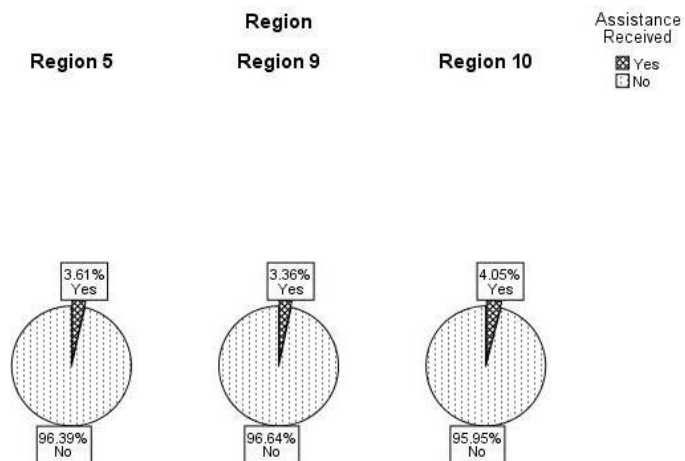 Region
Region 5
Region 9
Region 10
Assistance
Received
Yes
No
3.61%
Yes
3.36%
Yes
4.05%
Yes
96.39%
No
96.64%
No
95.95%
No